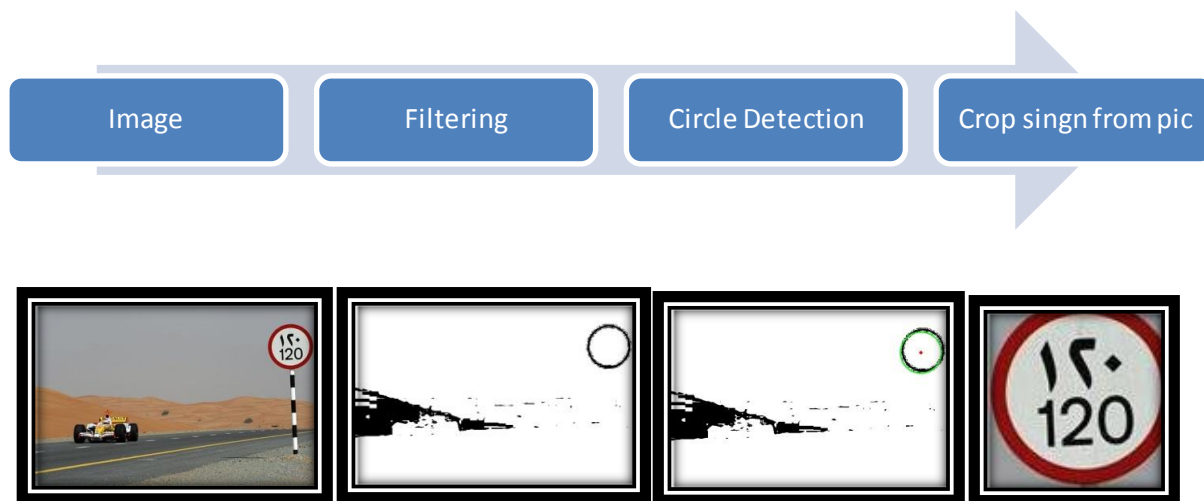 Image
Filtering
Circle Detection
Crop singn from pic
١٢٠
120
١٢٠
120